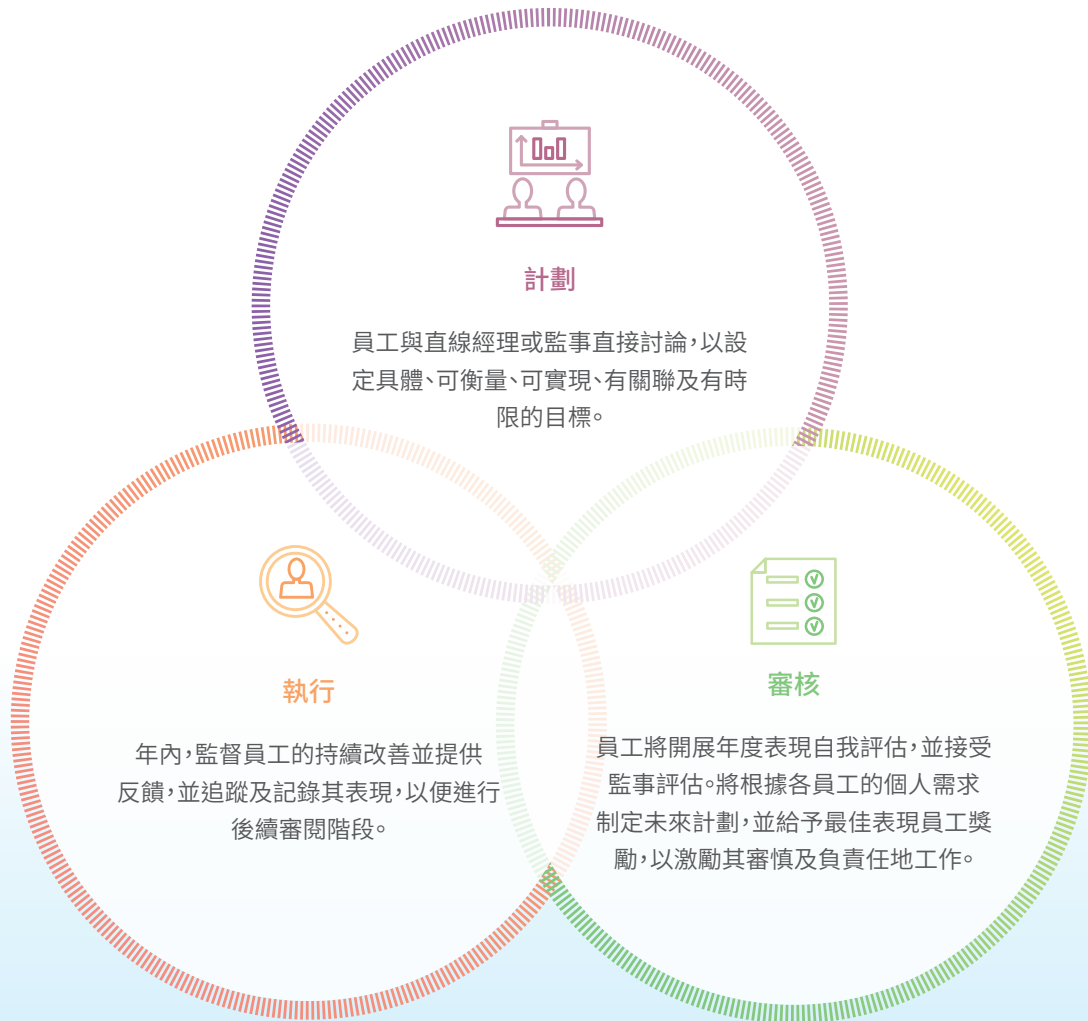 計劃
員工與直線經理或監事直接討論，以設
定具體、可衡量、可實現、有關聯及有時
限的目標。
執行
年內，監督員工的持續改善並提供
反饋，並追蹤及記錄其表現，以便進行
後續審閱階段。
審核
員工將開展年度表現自我評估，並接受
監事評估。將根據各員工的個人需求
制定未來計劃，並給予最佳表現員工獎
勵，以激勵其審慎及負責任地工作。